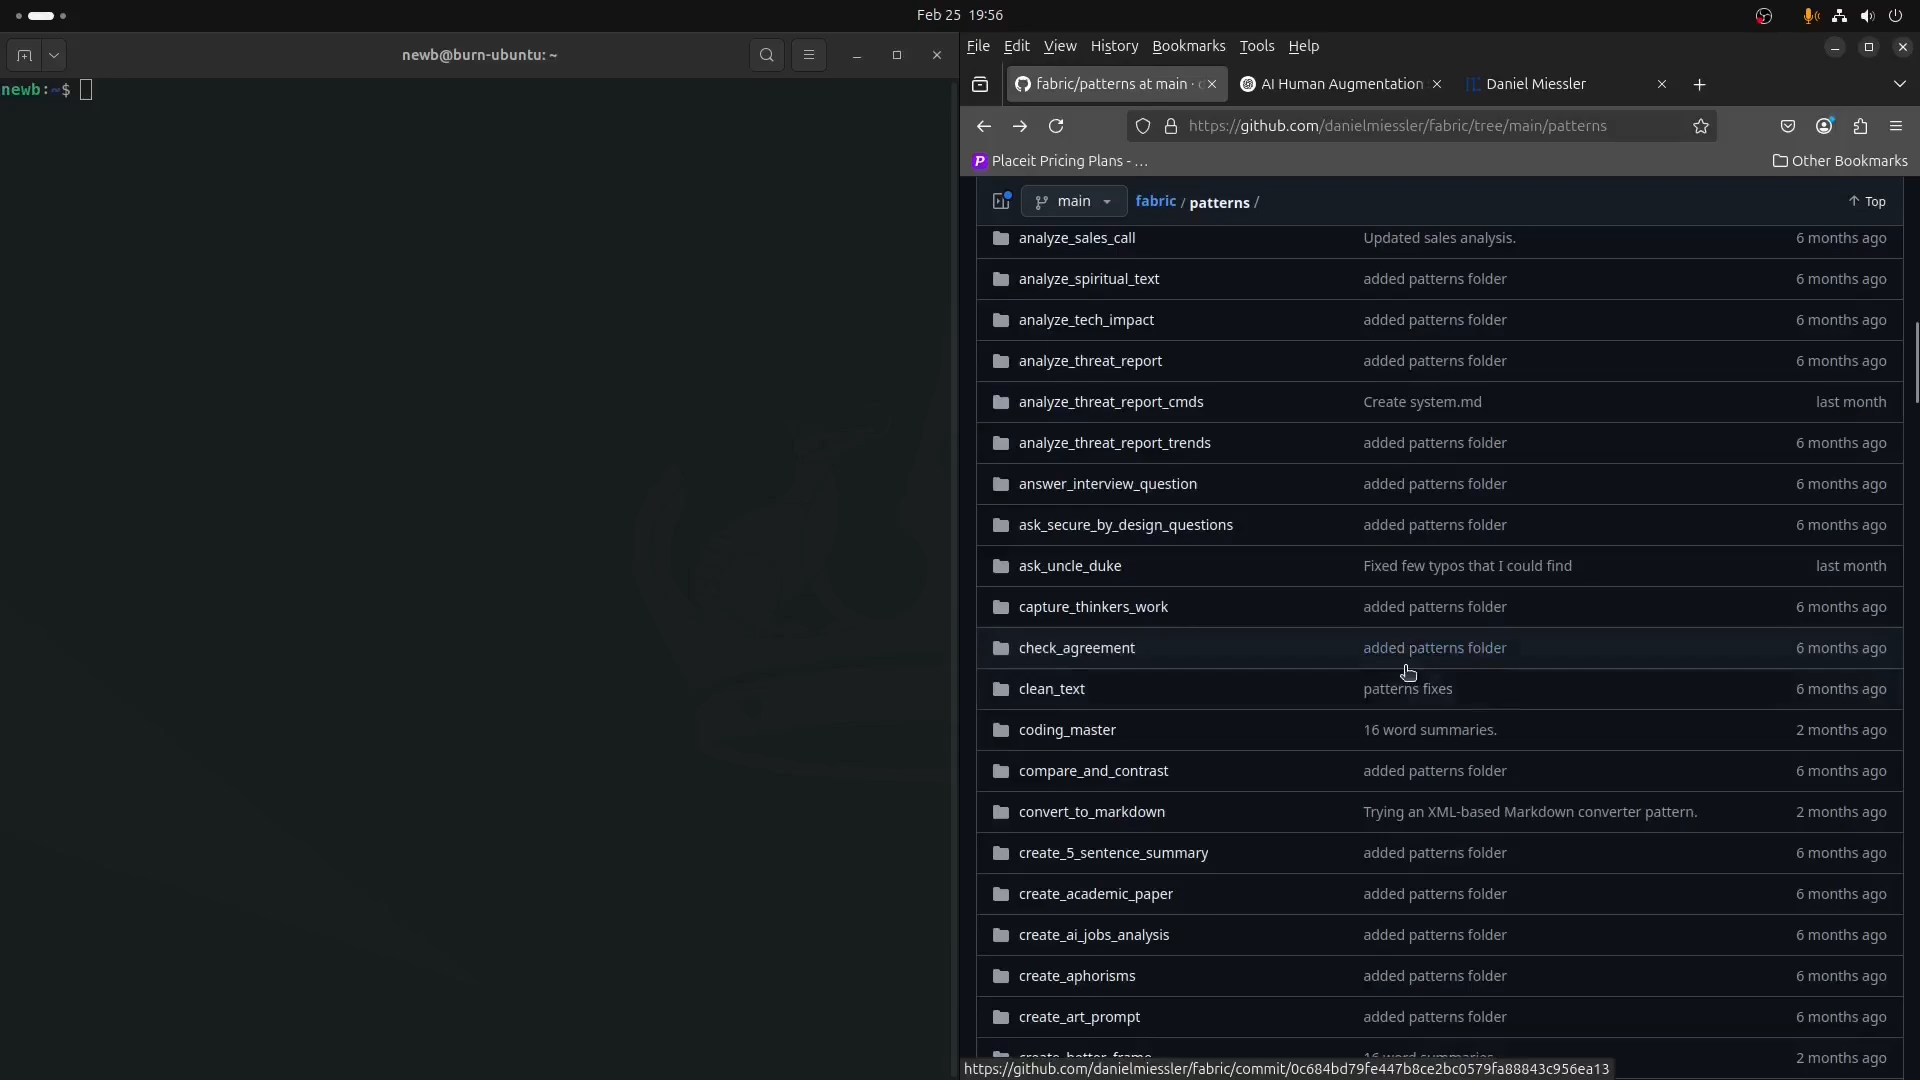 Feb 25 19:56
newb@burn-ubuntu: ~
newb:~$
File Edit View History Bookmarks Tools Help
fabric/patterns at main ·
AI Human Augmentation
Daniel Miessler
https://github.com/danielmiessler/fabric/tree/main/patterns
Placeit Pricing Plans - …
Other Bookmarks
main
fabric / patterns /
Top
analyze_sales_call Updated sales analysis. 6 months ago
analyze_spiritual_text added patterns folder 6 months ago
analyze_tech_impact added patterns folder 6 months ago
analyze_threat_report added patterns folder 6 months ago
analyze_threat_report_cmds Create system.md last month
analyze_threat_report_trends added patterns folder 6 months ago
answer_interview_question added patterns folder 6 months ago
ask_secure_by_design_questions added patterns folder 6 months ago
ask_uncle_duke Fixed few typos that I could find last month
capture_thinkers_work added patterns folder 6 months ago
check_agreement added patterns folder 6 months ago
clean_text patterns fixes 6 months ago
coding_master 16 word summaries. 2 months ago
compare_and_contrast added patterns folder 6 months ago
convert_to_markdown Trying an XML-based Markdown converter pattern. 2 months ago
create_5_sentence_summary added patterns folder 6 months ago
create_academic_paper added patterns folder 6 months ago
create_ai_jobs_analysis added patterns folder 6 months ago
create_aphorisms added patterns folder 6 months ago
create_art_prompt added patterns folder 6 months ago
create_better_frame 16 word summaries. 2 months ago
https://github.com/danielmiessler/fabric/commit/0c684bd79fe447b8ce2bc0579fa88843c956ea13